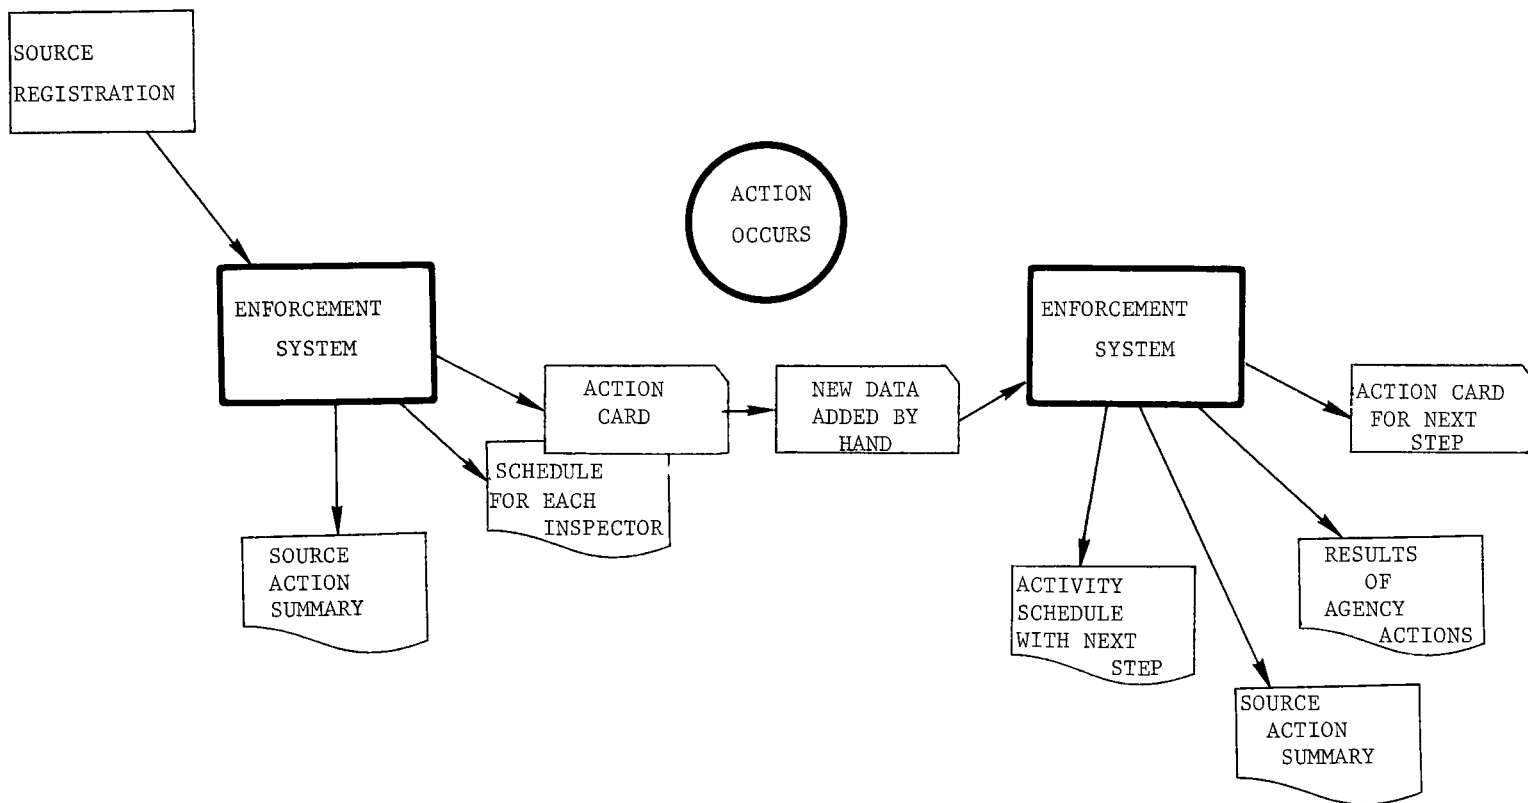 SOURCE
REGISTRATION
ACTION
OCCURS
ENFORCEMENT
SYSTEM
ACTION
CARD
SCHEDULE
FOR EACH
INSPECTOR
SOURCE
ACTION
SUMMARY
NEW DATA
ADDED BY
HAND
ENFORCEMENT
SYSTEM
ACTION CARD
FOR NEXT
STEP
RESULTS
OF
AGENCY
ACTIONS
ACTIVITY
SCHEDULE
WITH NEXT
STEP
SOURCE
ACTION
SUMMARY